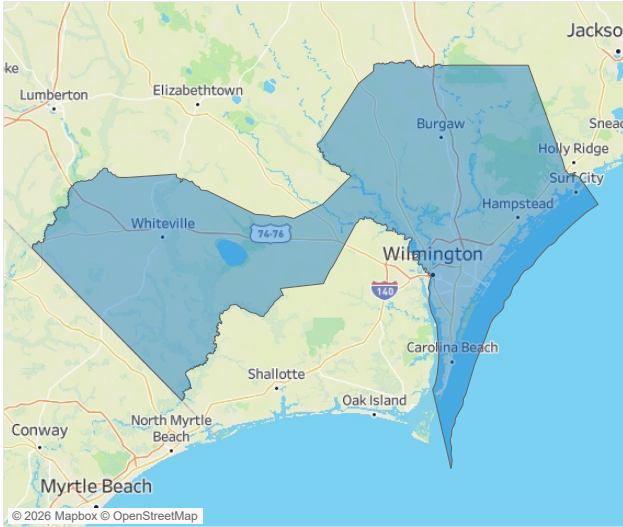 Jackso
ke
Lumberton
Elizabethtown
Burgaw
Snead
Holly Ridge
Surf City
Hampstead
Whiteville
74-76
Wilmington
140
Carolina Beach
Shallotte
Oak Island
North Myrtle
Beach
Conway
Myrtle Beach
© 2026 Mapbox © OpenStreetMap